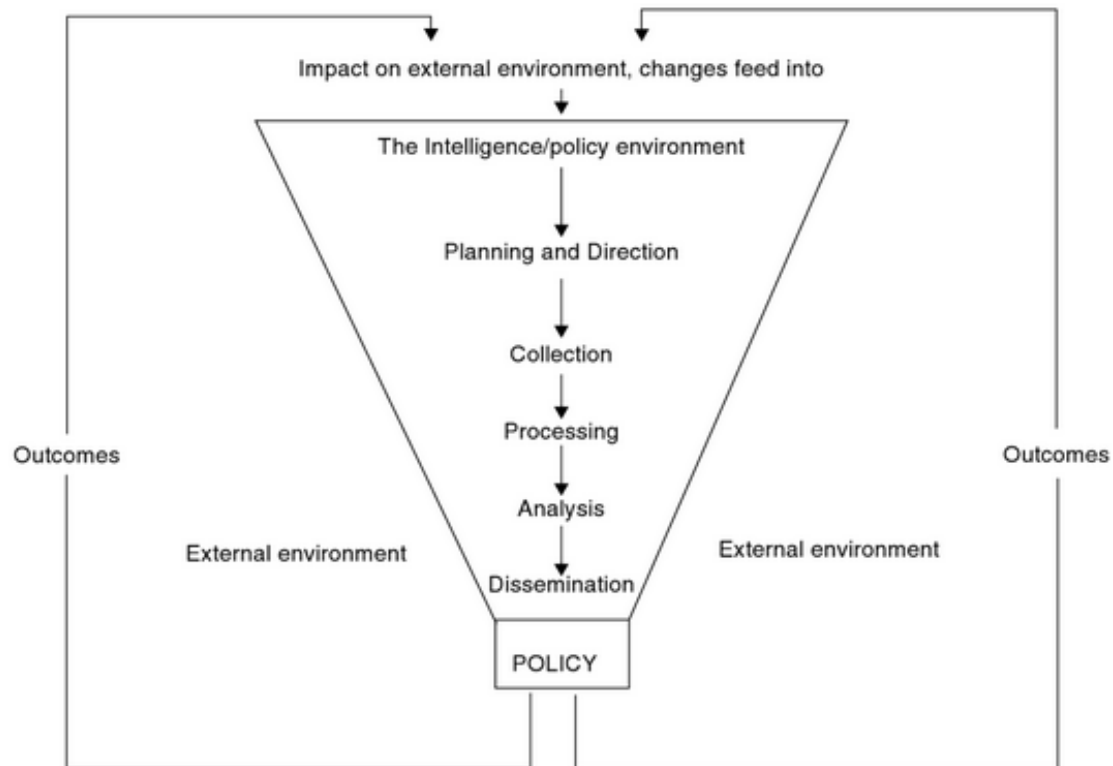 Impact on external environment, changes feed into
The Intelligence/policy environment
Planning and Direction
Collection
Processing
Outcomes
Outcomes
Analysis
External environment
External environment
Dissemination
POLICY